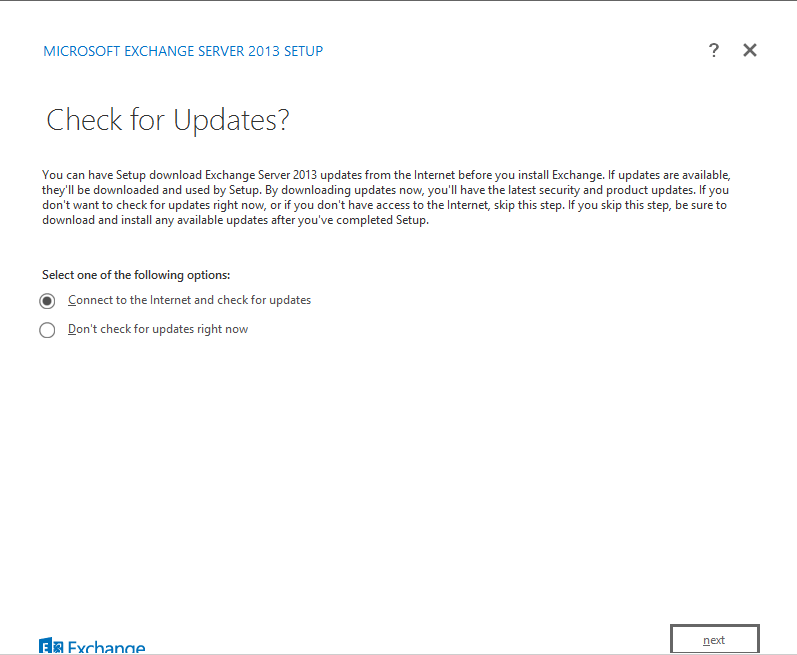 MICROSOFT EXCHANGE SERVER 2013 SETUP
?
Check for Updates?
You can have Setup download Exchange Server 2013 updates from the Internet before you install Exchange. If updates are available,
they'll be downloaded and used by Setup. By downloading updates now, you'll have the latest security and product updates. If you
don't want to check for updates right now, or if you don't have access to the Internet, skip this step. If you skip this step, be sure to
download and install any available updates after you've completed Setup.
Select one of the following options:
Connect to the Internet and check for updates
Don't check for updates right now
Exchange
next